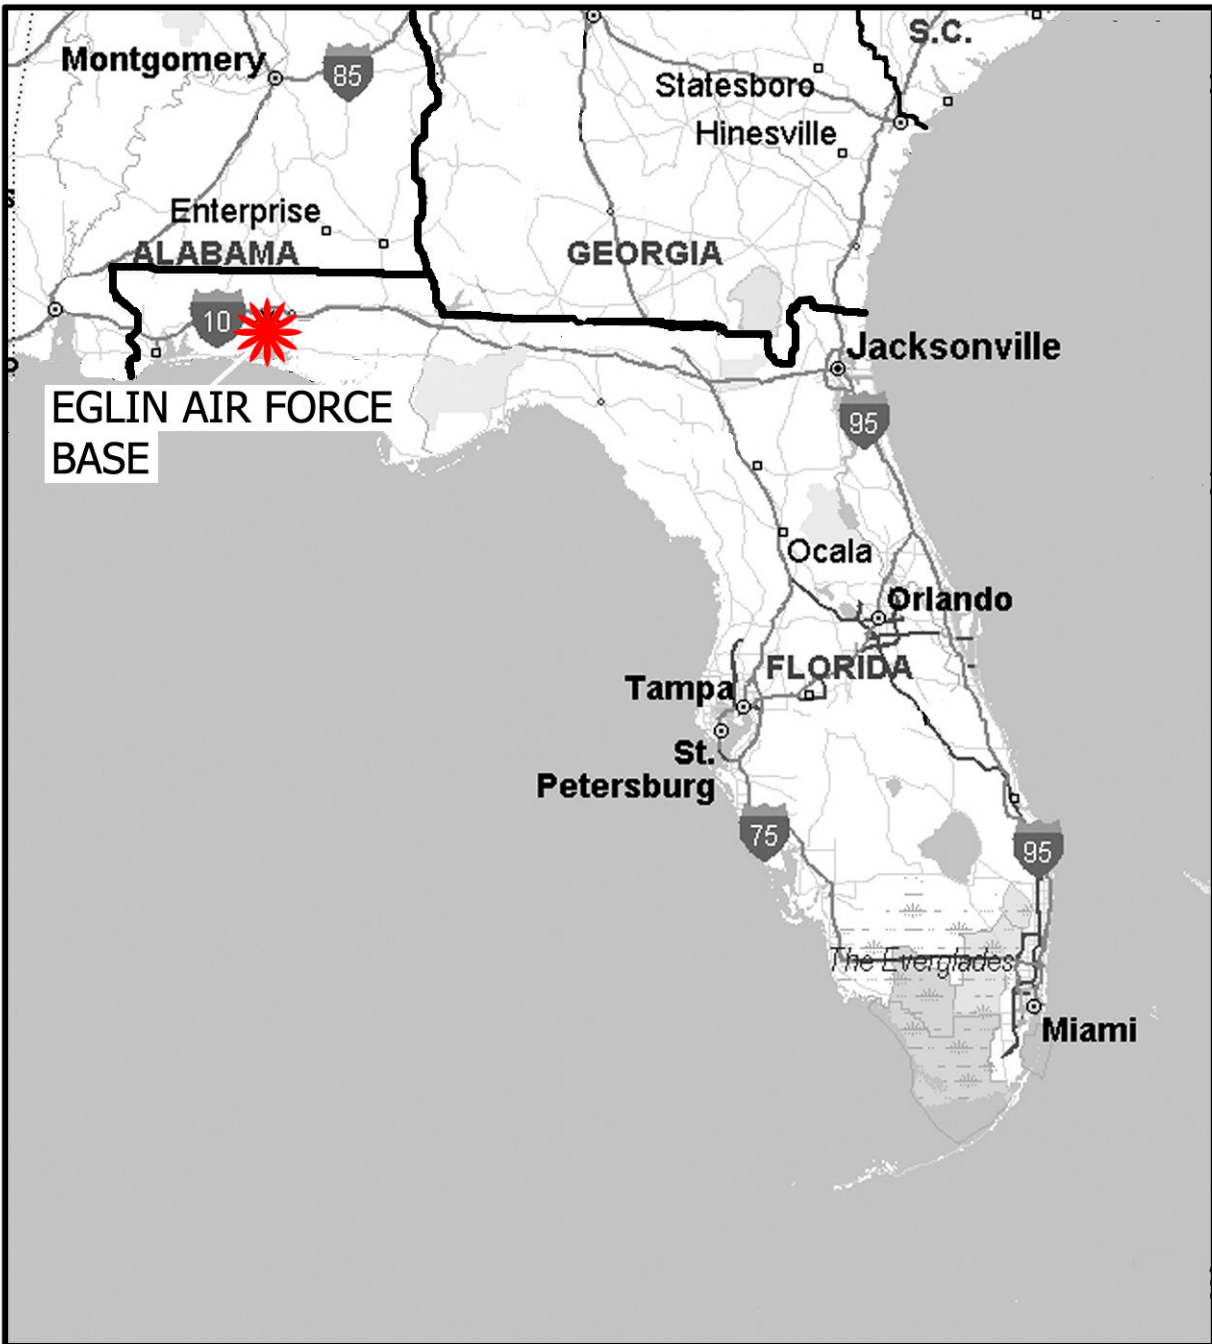 S.C.
Montgomery
85
Statesboro
Hinesville
Enterprise
ALABAMA
GEORGIA
10
Jacksonville
EGLIN AIR FORCE
BASE
95
Ocala
Orlando
FLORIDA
Tampa
St.
Petersburg
75
95
The Everglades
Miami